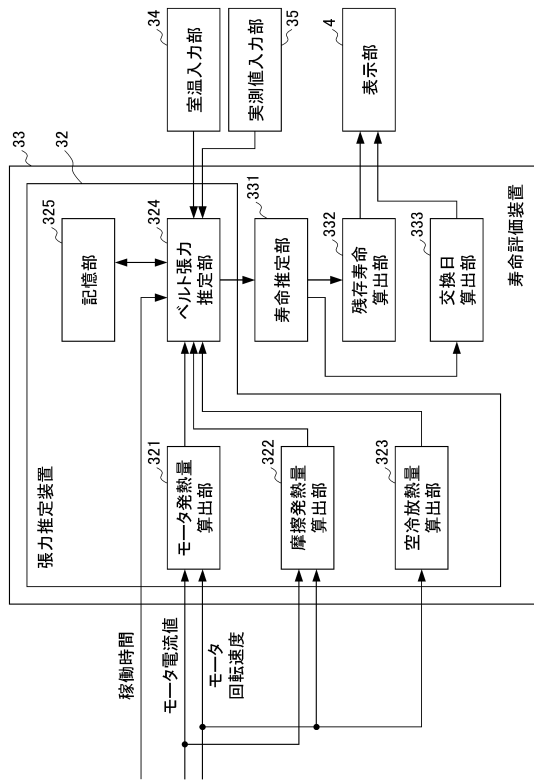 33
32
張力推定装置
325
記憶部
稼働時間
モータ電流値
モータ
回転速度
321
モータ発熱量
算出部
322
摩擦発熱量
算出部
323
空冷放熱量
算出部
324
ベルト張力
推定部
331
寿命推定部
332
残存寿命
算出部
333
交換日
算出部
寿命評価装置
34
室温入力部
35
実測値入力部
4
表示部